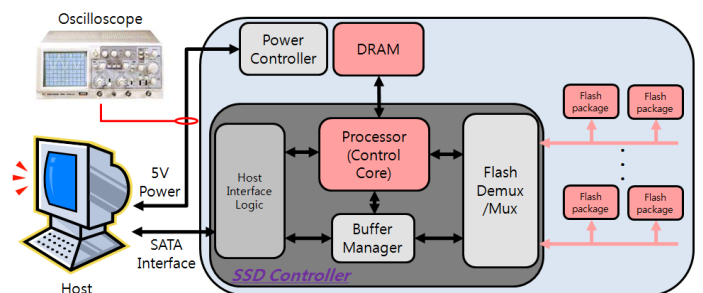 Oscilloscope
Power
Controller
DRAM
Flash
package
Flash
package
Processor
(Control
Core)
Host
Interface
Logic
Flash
Demux
/Mux
5V
Power
Buffer
Manager
Flash
package
Flash
package
SATA
Interface
SSD Controller
Host